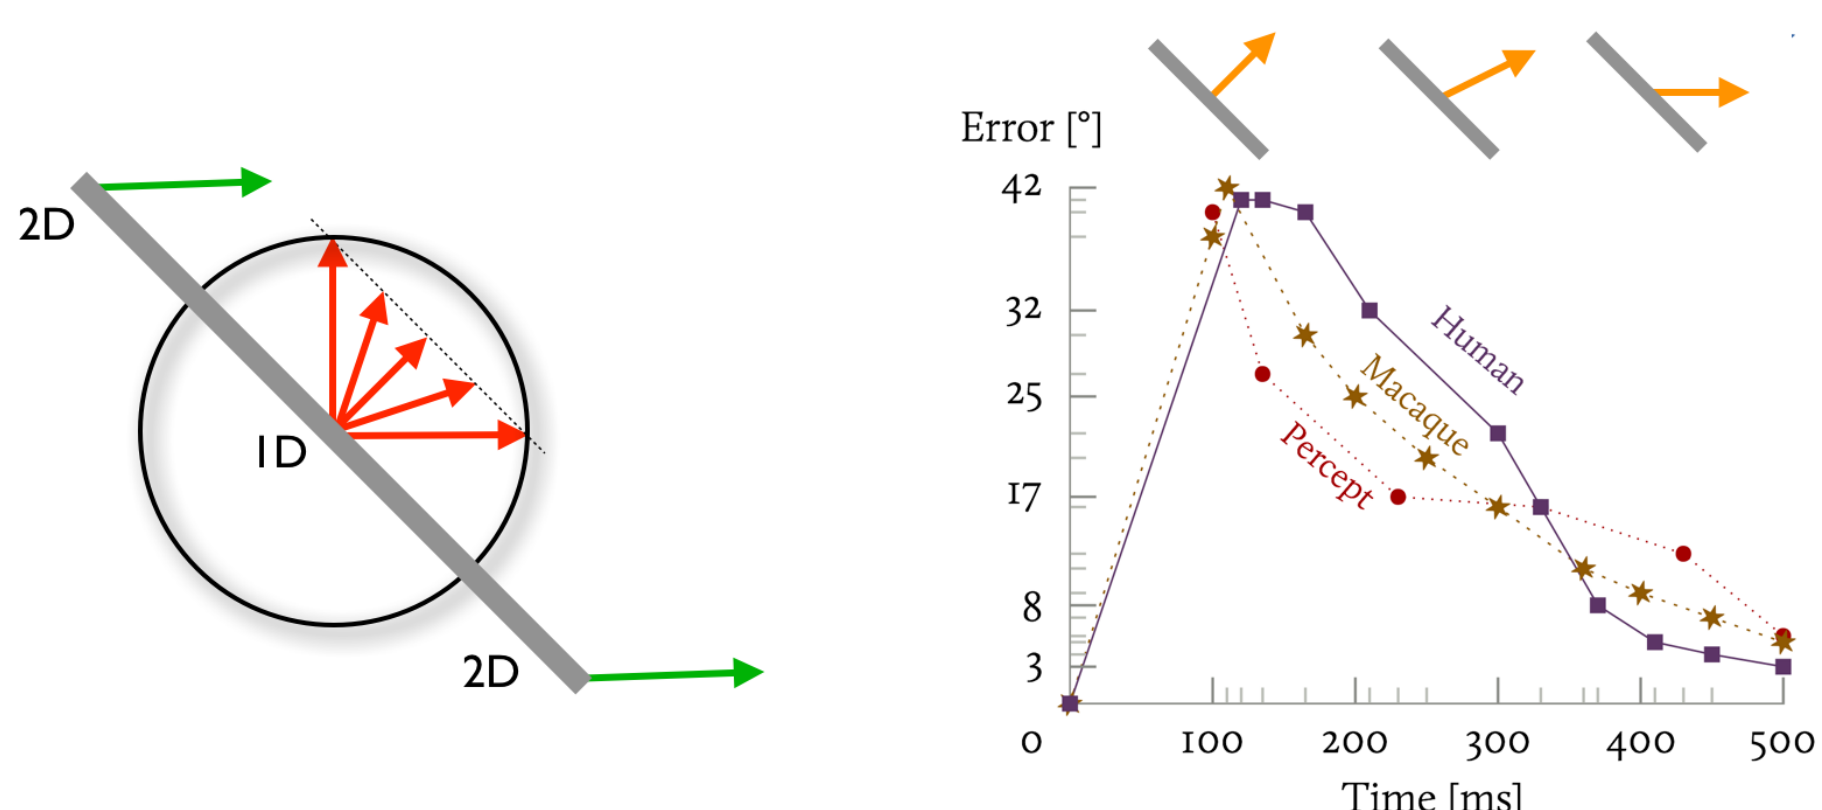 2D
1D
2D
Error [°]
42
32
25
17
8
3
Human
Macaque
Percept
0 100 200 300 400 500
Time [ms]